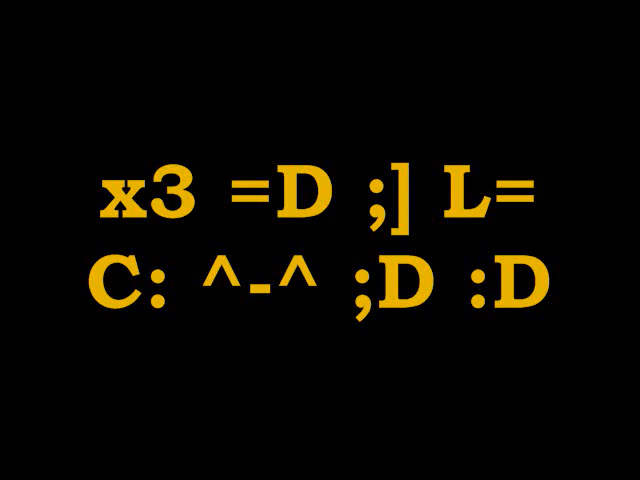 x3 =D ;] L=
C: ^-^ ;D :D